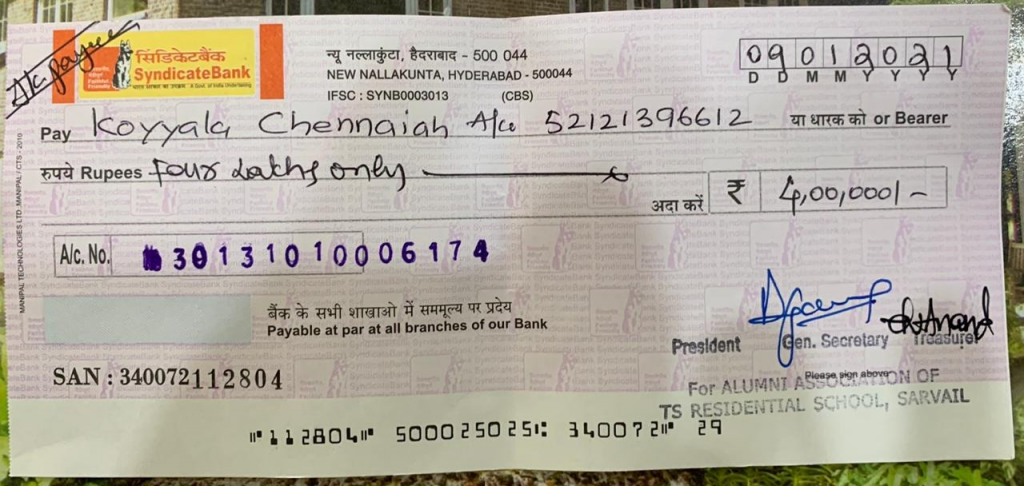 A/c payee
सिंडिकेटबैंक
SyndicateBank
न्यू नल्लाकुंटा, हैदराबाद - 500 044
NEW NALLAKUNTA, HYDERABAD - 500044
IFSC : SYNB0003013 (CBS)
09012021
D D M M Y Y Y Y
Pay Koyyala Chennaiah A/c 52121396612 या धारक को or Bearer
रुपये Rupees Four Lakhs only
अदा करें ₹ 4,00,000/-
A/c. No. 30131010006174
बैंक के सभी शाखाओ में सममूल्य पर प्रदेय
Payable at par at all branches of our Bank
President Gen. Secretary Treasurer
Please sign above
SAN : 340072112804
For ALUMNI ASSOCIATION OF
TS RESIDENTIAL SCHOOL, SARVAIL
⑈112804⑈ 500025025⑆ 340072⑈ 29
MANIPAL TECHNOLOGIES LTD., MANIPAL / CTS - 2010